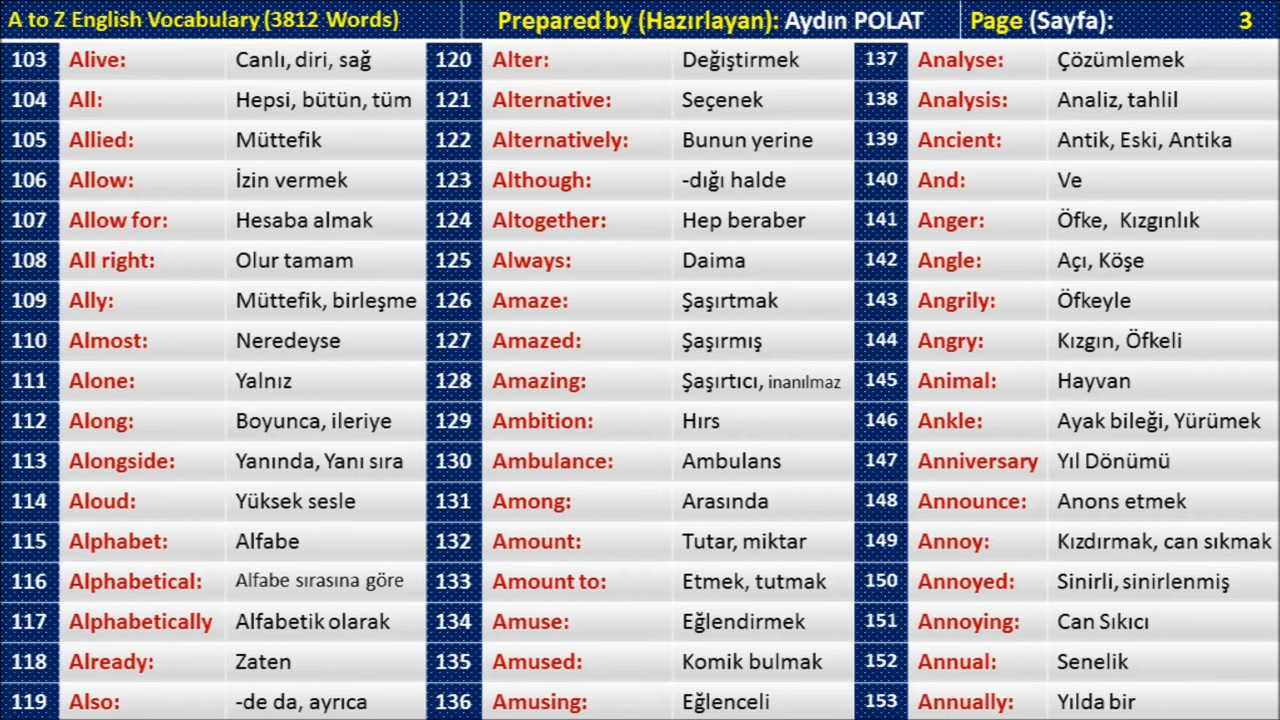 A to Z English Vocabulary (3812 Words) Prepared by (Hazırlayan): Aydın POLAT Page (Sayfa): 3
103 Alive: Canlı, diri, sağ
104 All: Hepsi, bütün, tüm
105 Allied: Müttefik
106 Allow: İzin vermek
107 Allow for: Hesaba almak
108 All right: Olur tamam
109 Ally: Müttefik, birleşme
110 Almost: Neredeyse
111 Alone: Yalnız
112 Along: Boyunca, ileriye
113 Alongside: Yanında, Yanı sıra
114 Aloud: Yüksek sesle
115 Alphabet: Alfabe
116 Alphabetical: Alfabe sırasına göre
117 Alphabetically Alfabetik olarak
118 Already: Zaten
119 Also: -de da, ayrıca
120 Alter: Değiştirmek
121 Alternative: Seçenek
122 Alternatively: Bunun yerine
123 Although: -dığı halde
124 Altogether: Hep beraber
125 Always: Daima
126 Amaze: Şaşırtmak
127 Amazed: Şaşırmış
128 Amazing: Şaşırtıcı, inanılmaz
129 Ambition: Hırs
130 Ambulance: Ambulans
131 Among: Arasında
132 Amount: Tutar, miktar
133 Amount to: Etmek, tutmak
134 Amuse: Eğlendirmek
135 Amused: Komik bulmak
136 Amusing: Eğlenceli
137 Analyse: Çözümlemek
138 Analysis: Analiz, tahlil
139 Ancient: Antik, Eski, Antika
140 And: Ve
141 Anger: Öfke, Kızgınlık
142 Angle: Açı, Köşe
143 Angrily: Öfkeyle
144 Angry: Kızgın, Öfkeli
145 Animal: Hayvan
146 Ankle: Ayak bileği, Yürümek
147 Anniversary Yıl Dönümü
148 Announce: Anons etmek
149 Annoy: Kızdırmak, can sıkmak
150 Annoyed: Sinirli, sinirlenmiş
151 Annoying: Can Sıkıcı
152 Annual: Senelik
153 Annually: Yılda bir